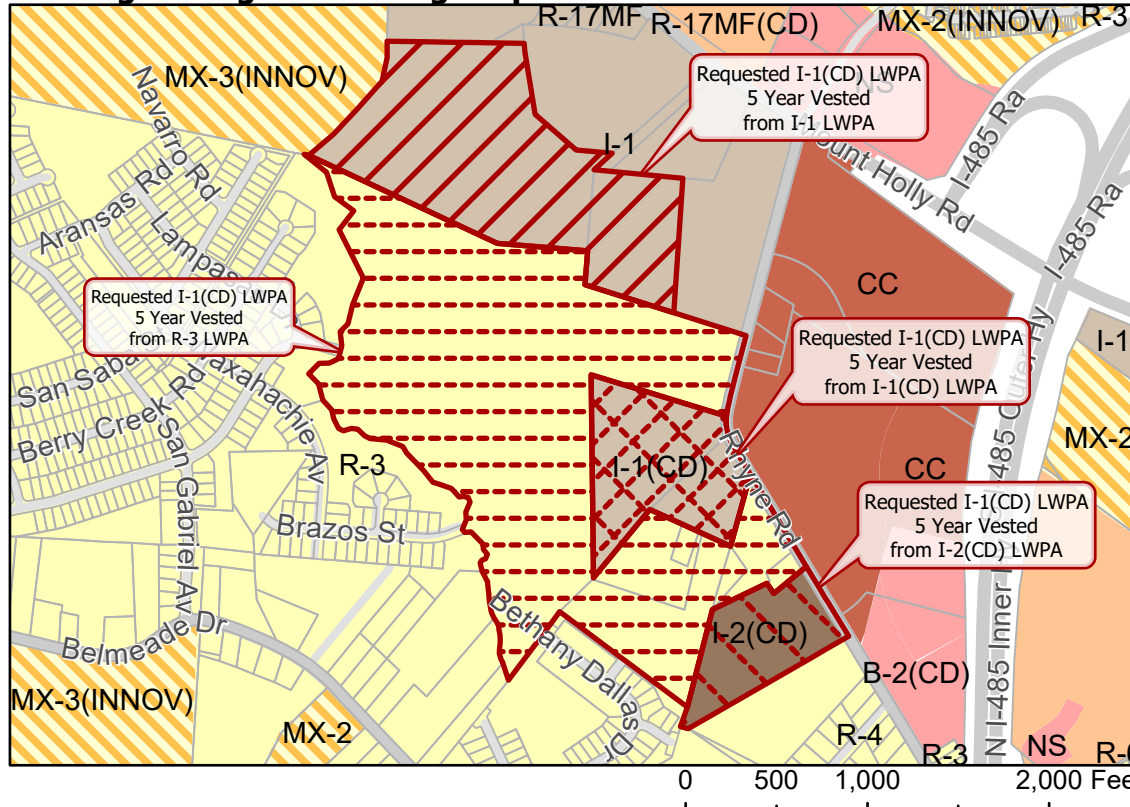 R-17MF
R-17MF(CD)
MX-2(INNOV)
R-3
MX-3(INNOV)
NS
Requested I-1(CD) LWPA
5 Year Vested
from I-1 LWPA
I-1
Navarro Rd
Aransas Rd
Mount Holly Rd
I-485 Ra
I-485 Ra
CC
Requested I-1(CD) LWPA
5 Year Vested
from R-3 LWPA
Requested I-1(CD) LWPA
5 Year Vested
from I-1(CD) LWPA
I-1
San Saba
Waxahachie Av
Berry Creek Rd
San Gabriel Av
R-3
I-1(CD)
Rhyne Rd
CC
MX-2
Requested I-1(CD) LWPA
5 Year Vested
from I-2(CD) LWPA
Brazos St
Bethany Dallas Dr
Belmeade Dr
I-2(CD)
B-2(CD)
N I-485 Inner
MX-3(INNOV)
MX-2
R-4
R-3
NS
0 500 1,000 2,000